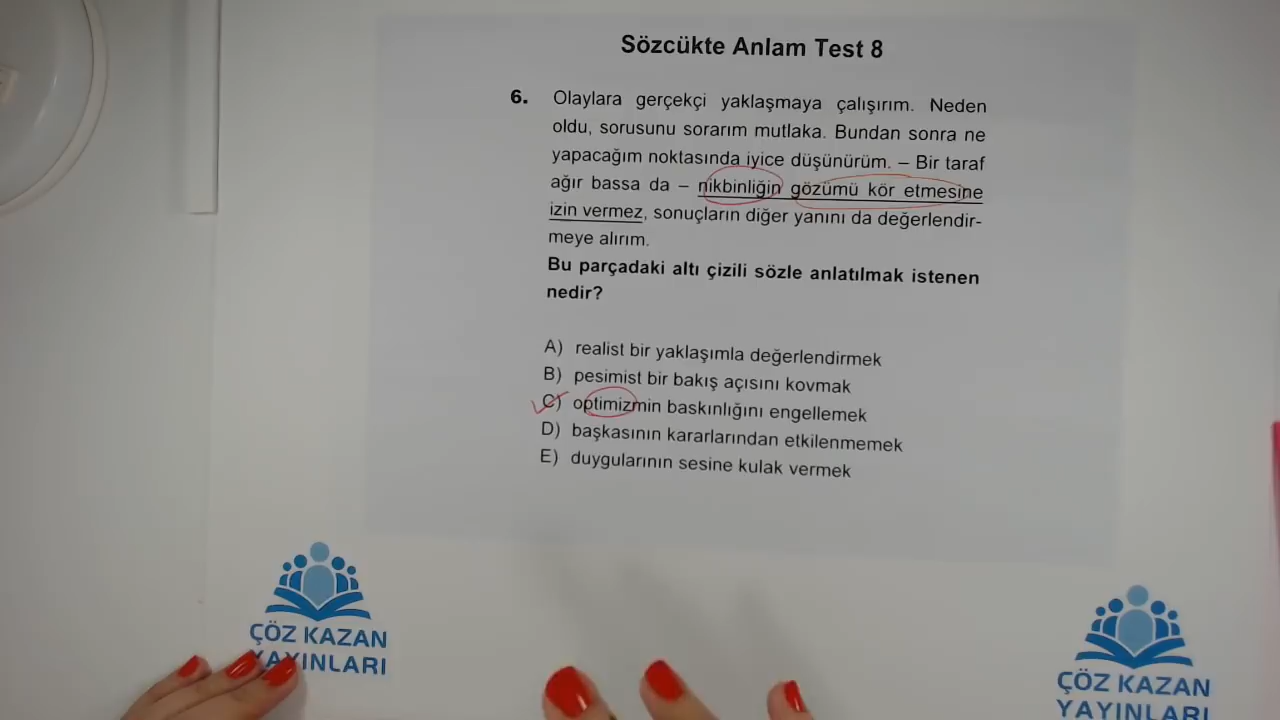 Sözcükte Anlam Test 8
6. Olaylara gerçekçi yaklaşmaya çalışırım. Neden
oldu, sorusunu sorarım mutlaka. Bundan sonra ne
yapacağım noktasında iyice düşünürüm. – Bir taraf
ağır bassa da – nikbinliğin gözümü kör etmesine
izin vermez, sonuçların diğer yanını da değerlendir-
meye alırım.
Bu parçadaki altı çizili sözle anlatılmak istenen
nedir?
A) realist bir yaklaşımla değerlendirmek
B) pesimist bir bakış açısını kovmak
C) optimizmin baskınlığını engellemek
D) başkasının kararlarından etkilenmemek
E) duygularının sesine kulak vermek
ÇÖZ KAZAN
YAYINLARI
ÇÖZ KAZAN
YAYINLARI